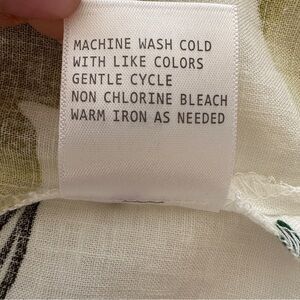 MACHINE WASH COLD
WITH LIKE COLORS
GENTLE CYCLE
NON CHLORINE BLEACH
WARM IRON AS NEEDED